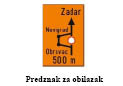 Zadar
Novigrad
Obrovac
500 m
Predznak za obilazak